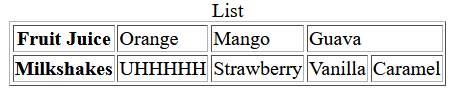 List
Fruit Juice Orange Mango Guava
Milkshakes UHHHHH Strawberry Vanilla Caramel